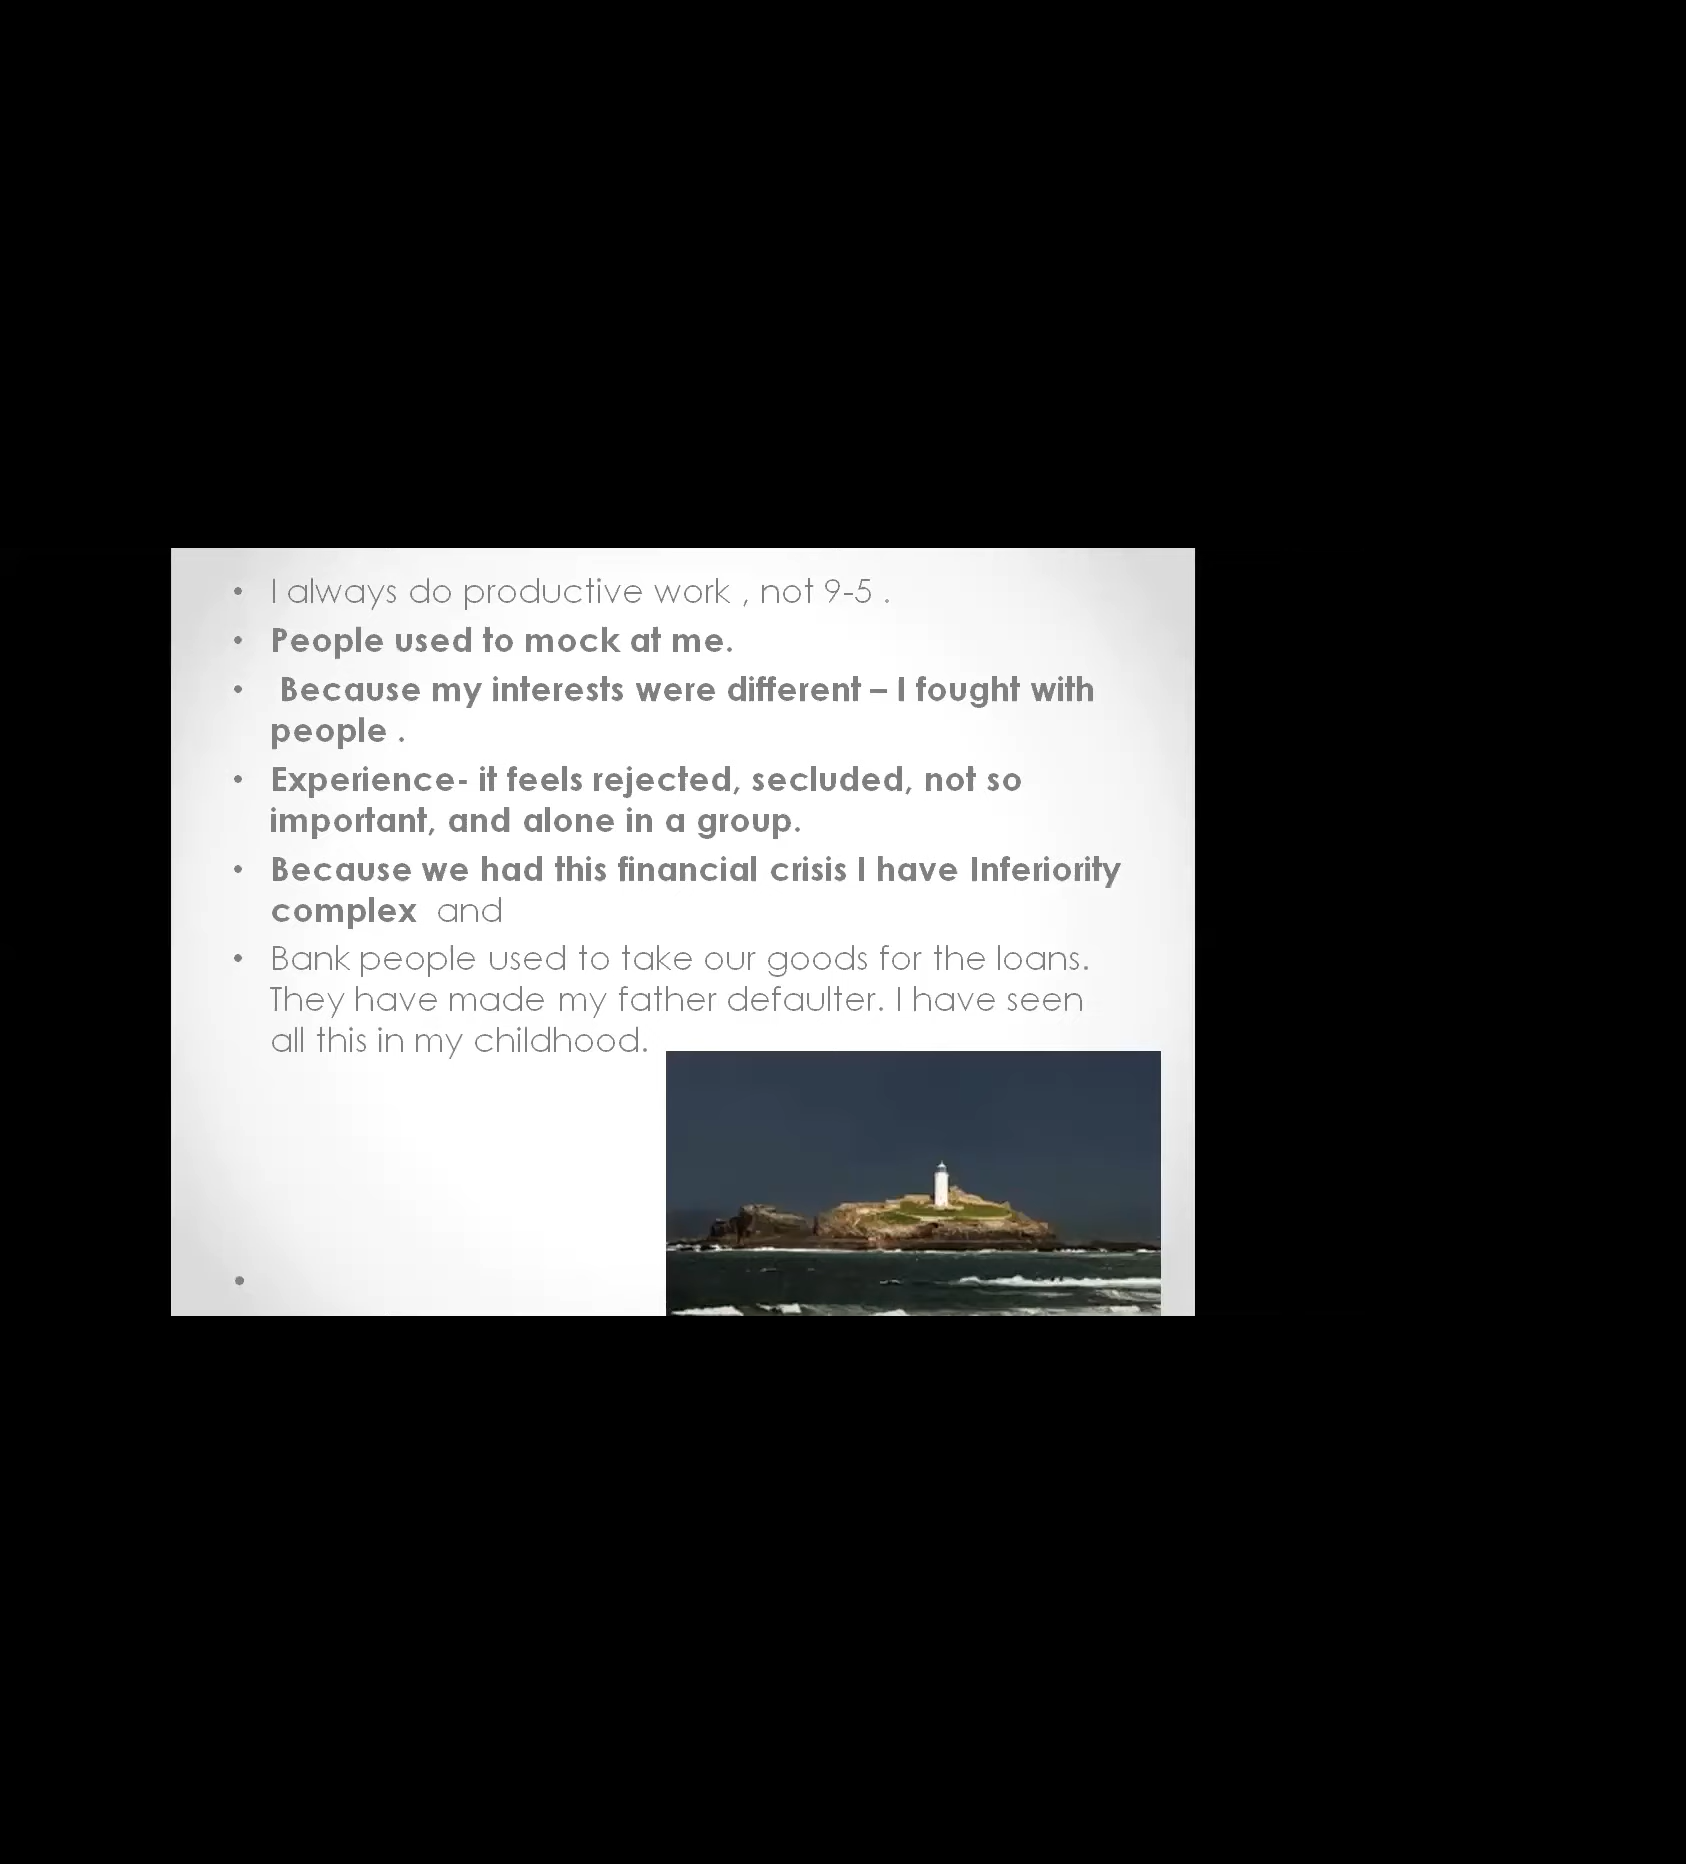 • I always do productive work , not 9-5 .
• People used to mock at me.
• Because my interests were different – I fought with
people .
• Experience- it feels rejected, secluded, not so
important, and alone in a group.
• Because we had this financial crisis I have Inferiority
complex and
• Bank people used to take our goods for the loans.
They have made my father defaulter. I have seen
all this in my childhood.
•